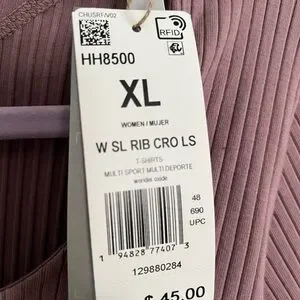 CHUSRFIV02
RFID
HH8500
XL
WOMEN / MUJER
W SL RIB CRO LS
T-SHIRTS
MULTI SPORT MULTI DEPORTE
wonder oxide
48
690
UPC
1 94828 77407 3
129880284
$ 45.00